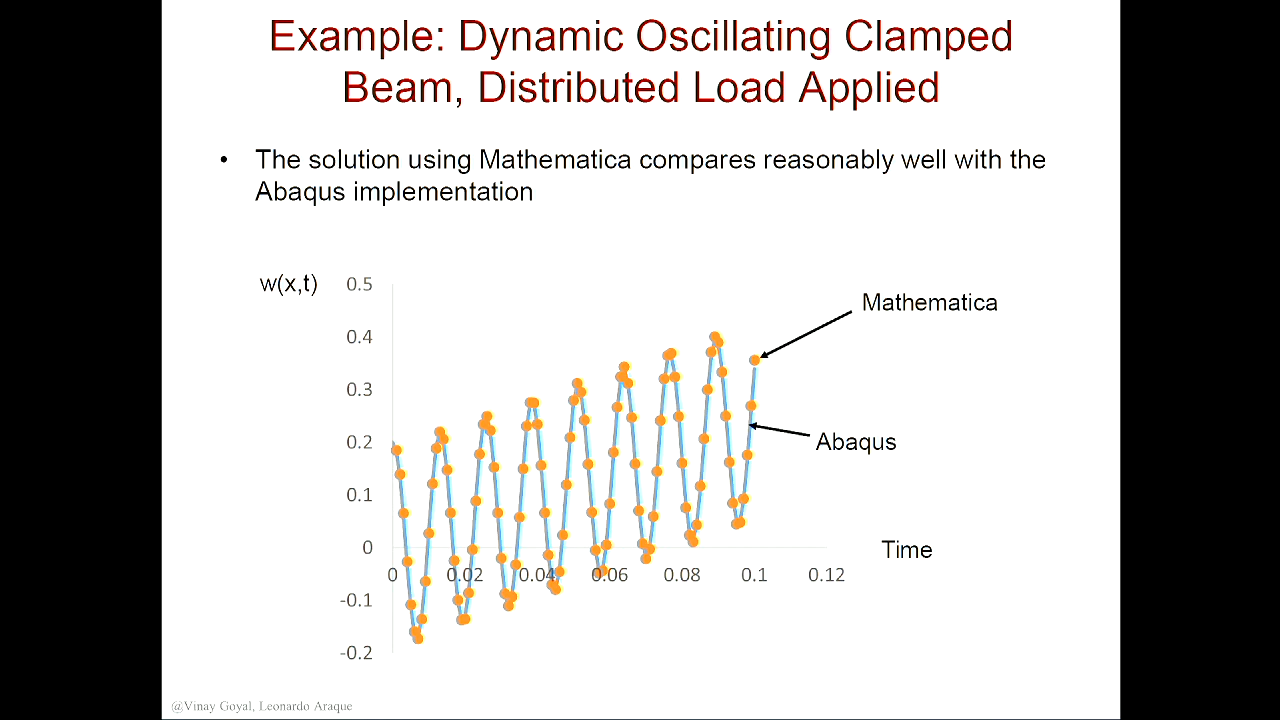 Example: Dynamic Oscillating Clamped
Beam, Distributed Load Applied
• The solution using Mathematica compares reasonably well with the
Abaqus implementation
w(x,t)
0.5
0.4
0.3
0.2
0.1
0
-0.1
-0.2
0 0.02 0.04 0.06 0.08 0.1 0.12
Mathematica
Abaqus
Time
@Vinay Goyal, Leonardo Araque